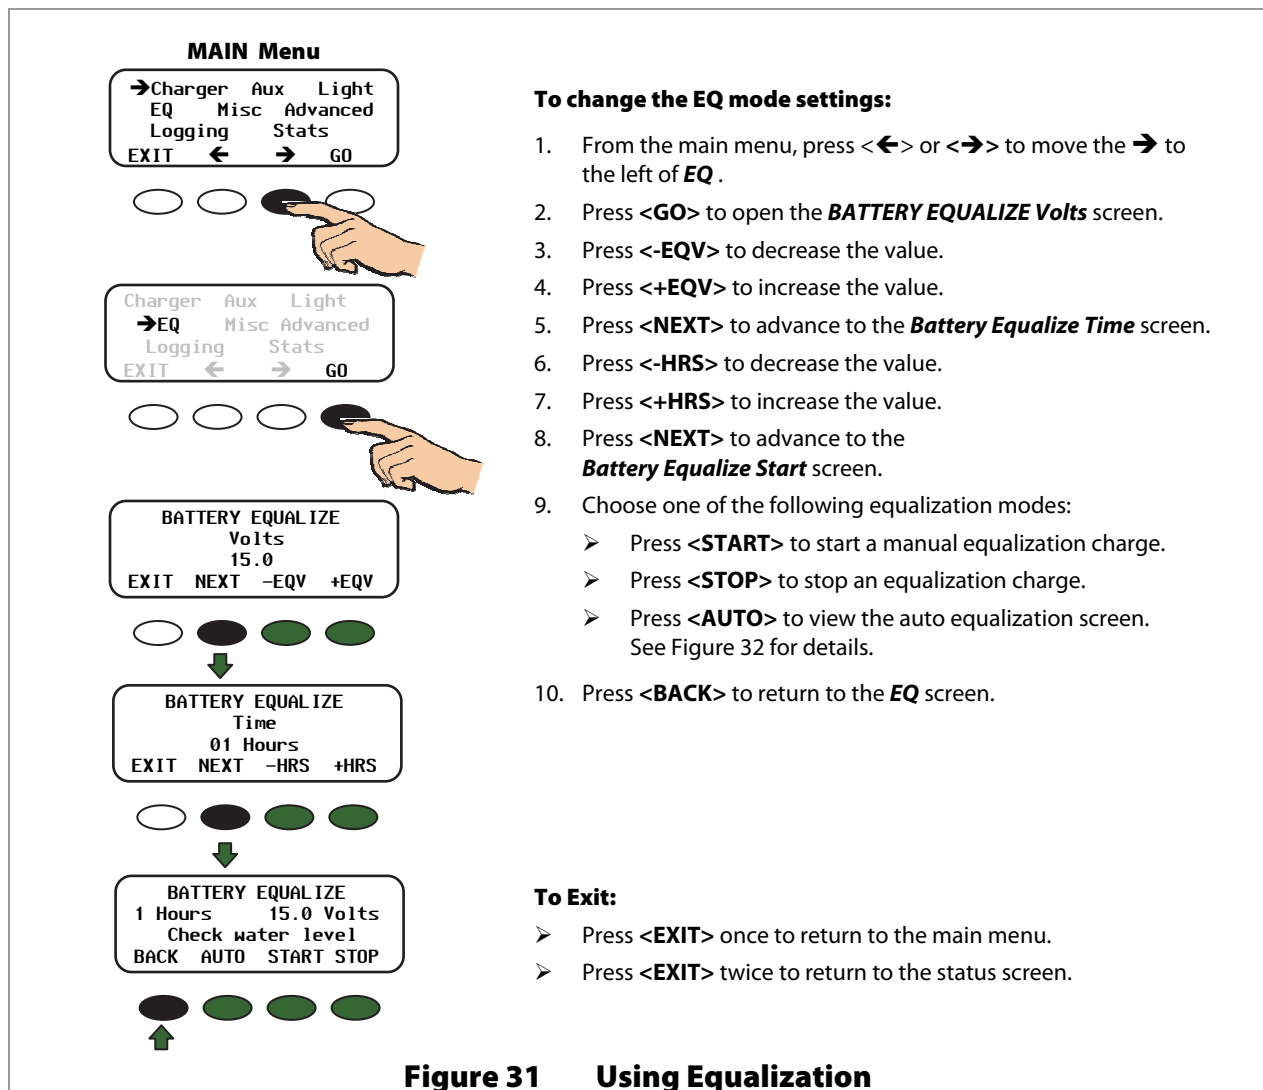 MAIN Menu
➔Charger Aux Light
EQ Misc Advanced
Logging Stats
EXIT 🡸 ➔ GO
Charger Aux Light
➔EQ Misc Advanced
Logging Stats
EXIT 🡸 ➔ GO
BATTERY EQUALIZE
Volts
15.0
EXIT NEXT -EQV +EQV
BATTERY EQUALIZE
Time
01 Hours
EXIT NEXT -HRS +HRS
BATTERY EQUALIZE
1 Hours 15.0 Volts
Check water level
BACK AUTO START STOP
To change the EQ mode settings:
1. From the main menu, press <🡸> or <➔> to move the ➔ to
the left of EQ .
2. Press <GO> to open the BATTERY EQUALIZE Volts screen.
3. Press <-EQV> to decrease the value.
4. Press <+EQV> to increase the value.
5. Press <NEXT> to advance to the Battery Equalize Time screen.
6. Press <-HRS> to decrease the value.
7. Press <+HRS> to increase the value.
8. Press <NEXT> to advance to the
Battery Equalize Start screen.
9. Choose one of the following equalization modes:
➢ Press <START> to start a manual equalization charge.
➢ Press <STOP> to stop an equalization charge.
➢ Press <AUTO> to view the auto equalization screen.
See Figure 32 for details.
10. Press <BACK> to return to the EQ screen.
To Exit:
➢ Press <EXIT> once to return to the main menu.
➢ Press <EXIT> twice to return to the status screen.
Figure 31 Using Equalization